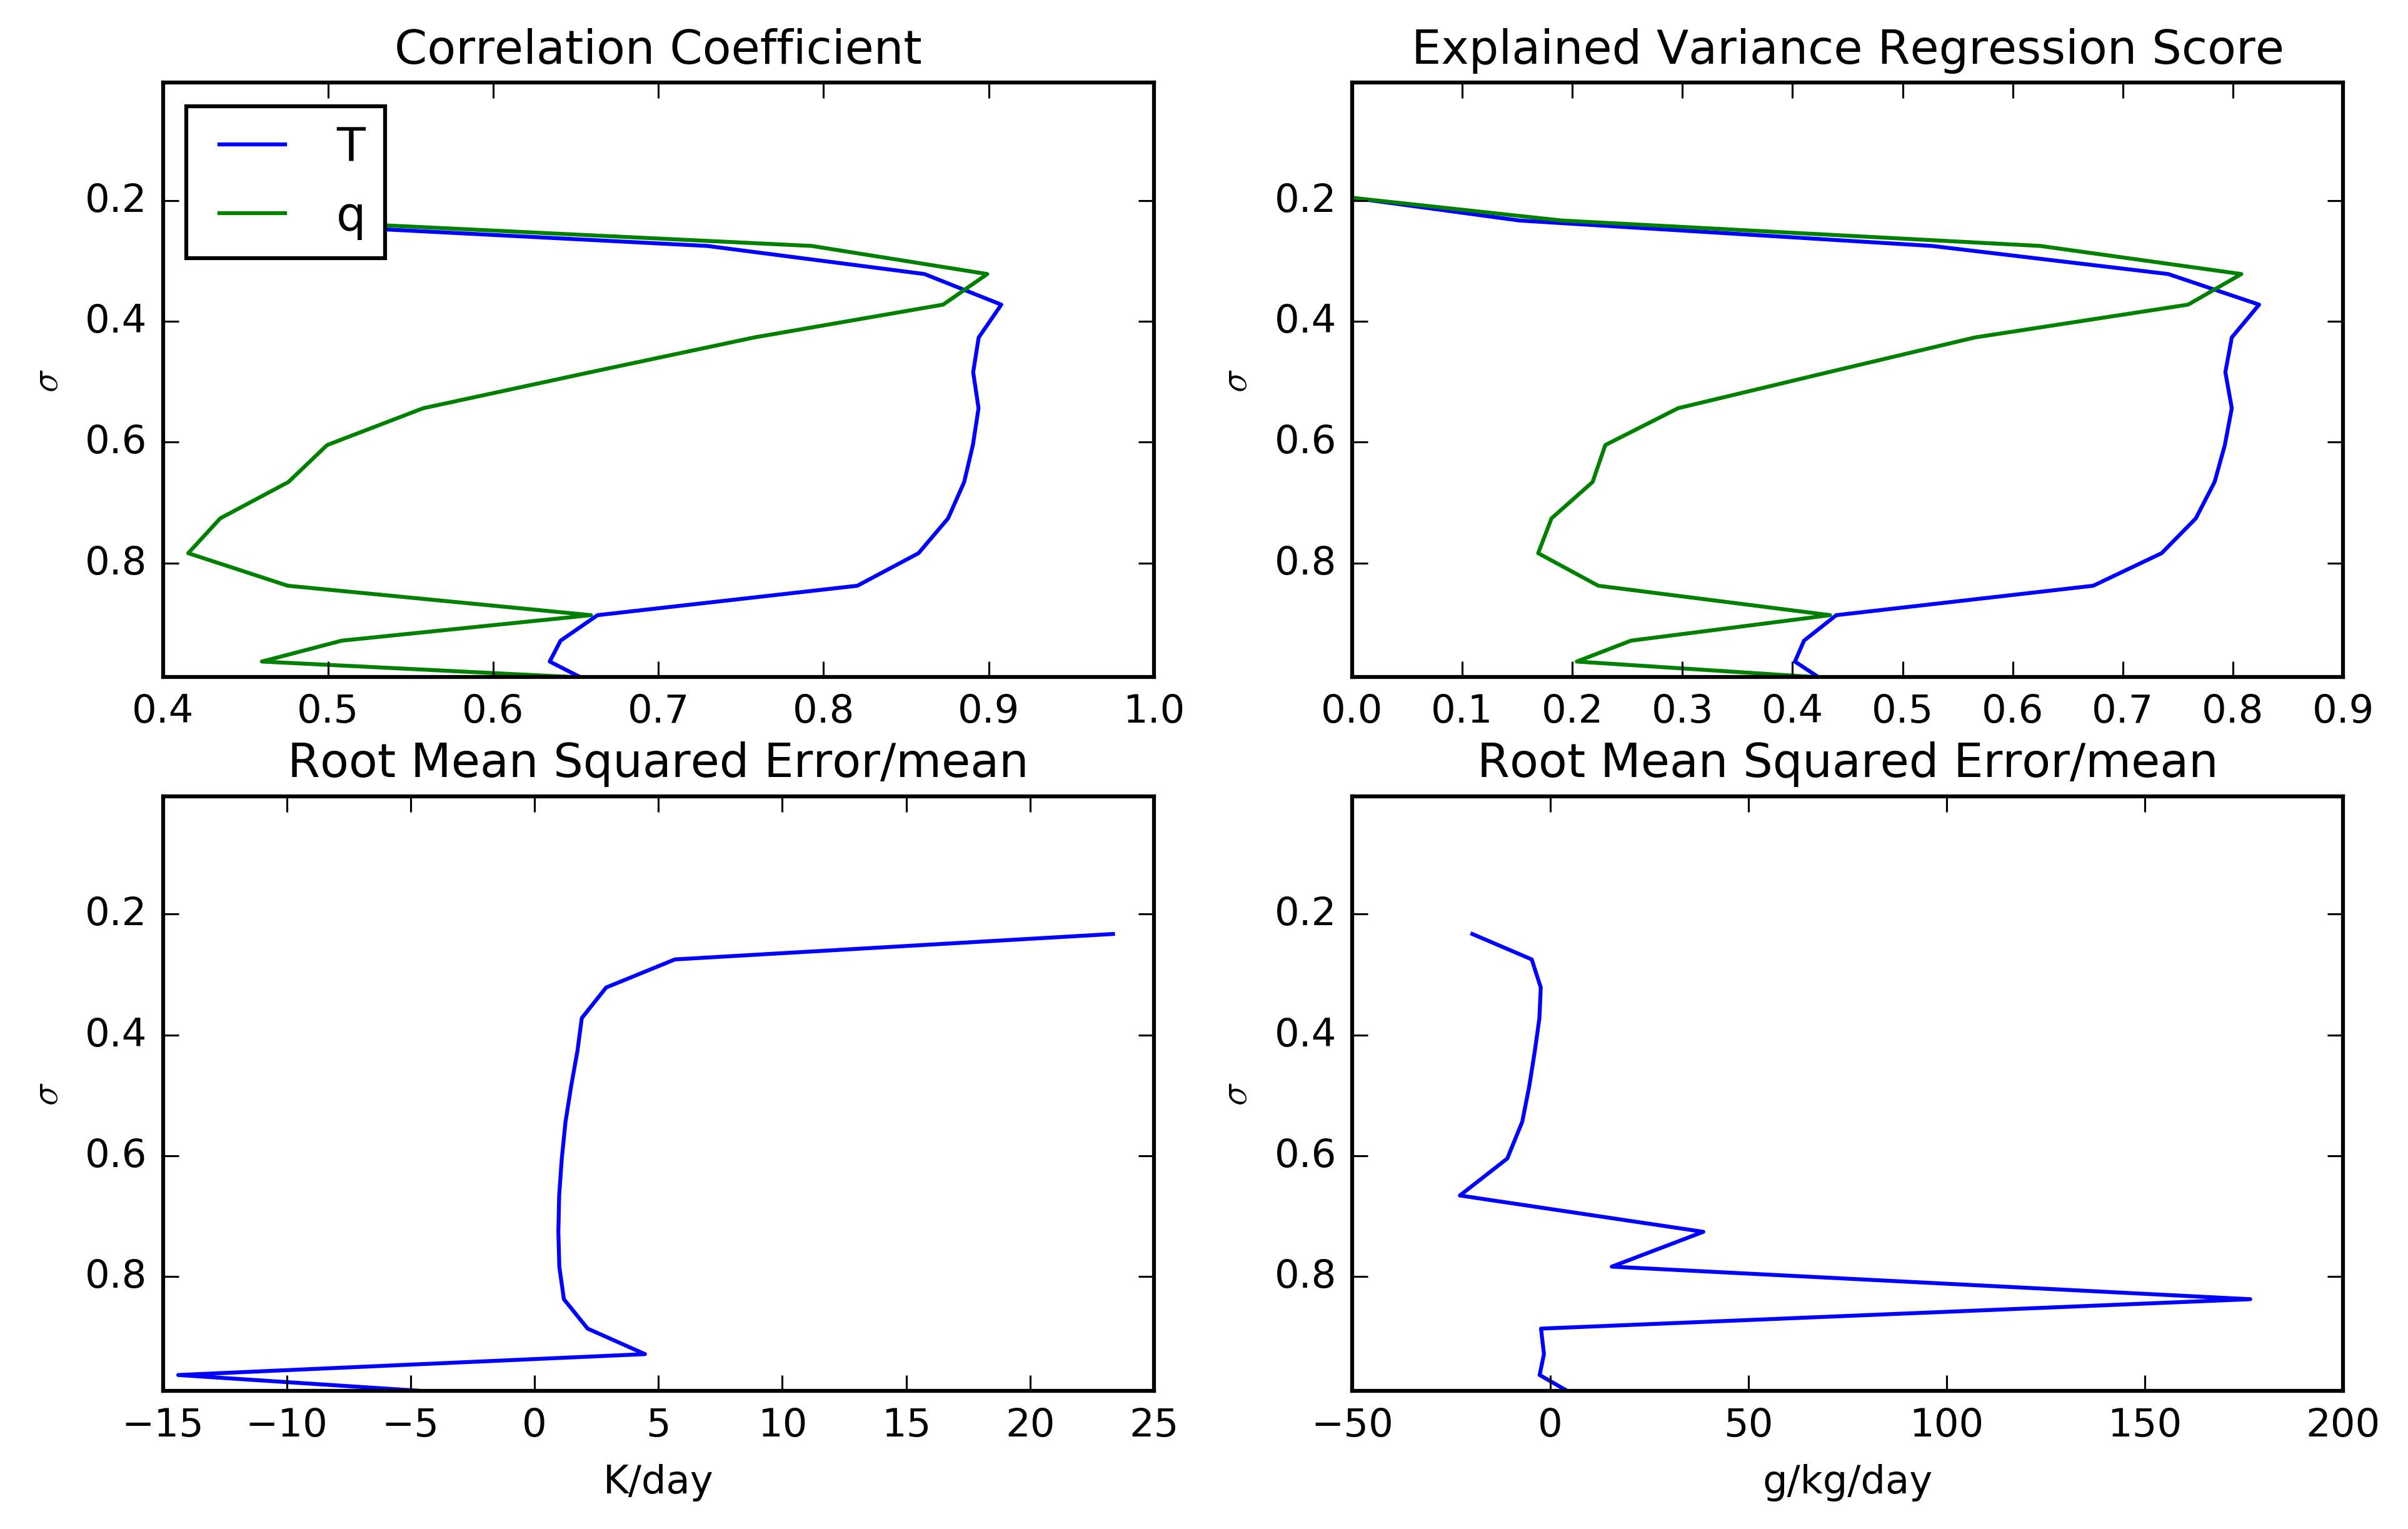 Correlation Coefficient
T
q
0.2
0.4
0.6
0.8
σ
0.4 0.5 0.6 0.7 0.8 0.9 1.0
Explained Variance Regression Score
0.2
0.4
0.6
0.8
σ
0.0 0.1 0.2 0.3 0.4 0.5 0.6 0.7 0.8 0.9
Root Mean Squared Error/mean
0.2
0.4
0.6
0.8
σ
−15 −10 −5 0 5 10 15 20 25
K/day
Root Mean Squared Error/mean
0.2
0.4
0.6
0.8
σ
−50 0 50 100 150 200
g/kg/day